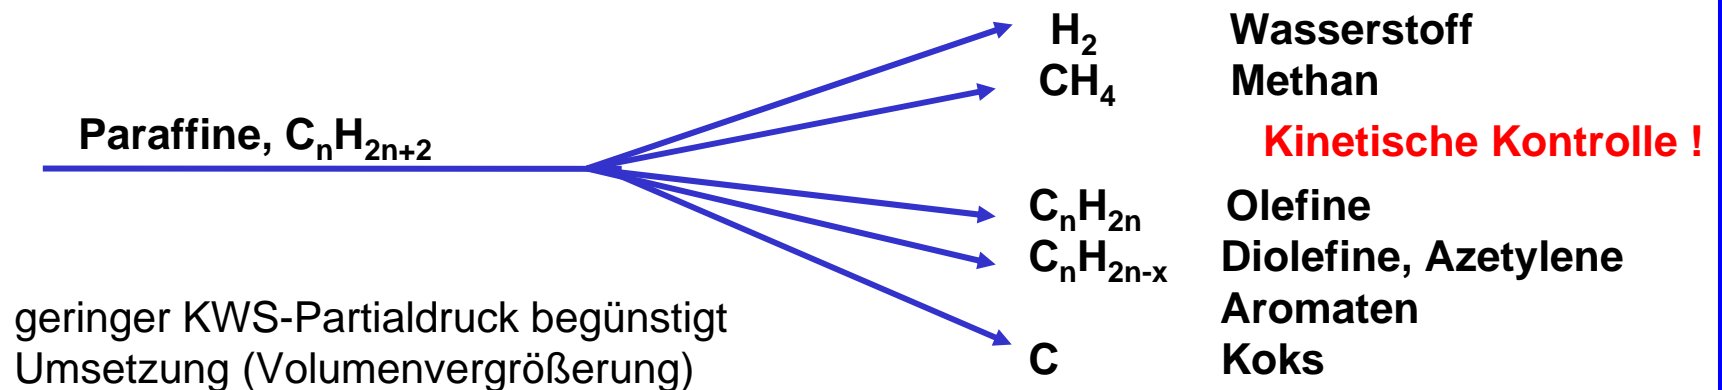 H₂ Wasserstoff
CH₄ Methan
Paraffine, CₙH₂ₙ₊₂
Kinetische Kontrolle !
CₙH₂ₙ Olefine
CₙH₂ₙ₋ₓ Diolefine, Azetylene
Aromaten
geringer KWS-Partialdruck begünstigt
Umsetzung (Volumenvergrößerung)
C Koks